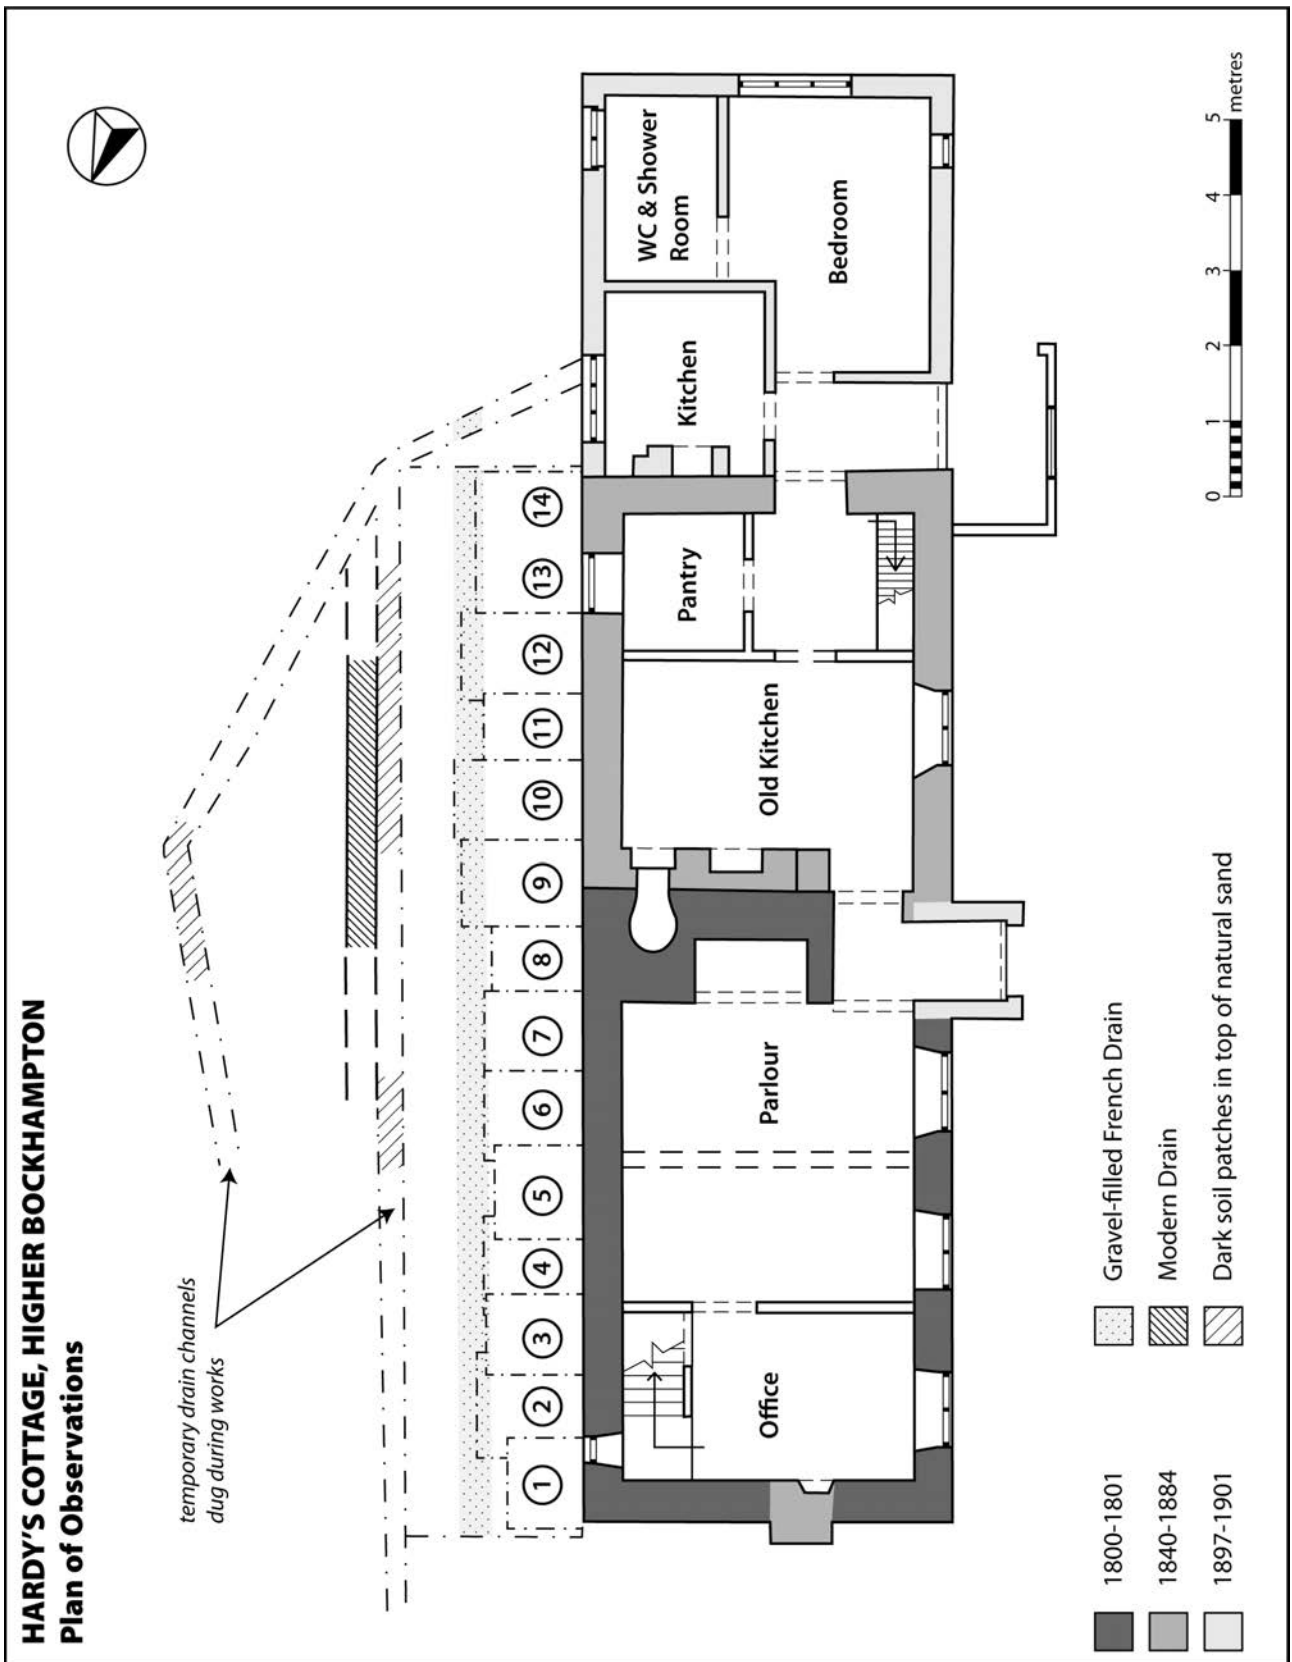 HARDY'S COTTAGE, HIGHER BOCKHAMPTON
Plan of Observations
temporary drain channels
dug during works
1
2
3
4
5
6
7
8
9
10
11
12
13
14
Office
Parlour
Old Kitchen
Pantry
Kitchen
WC & Shower
Room
Bedroom
1800-1801
1840-1884
1897-1901
Gravel-filled French Drain
Modern Drain
Dark soil patches in top of natural sand
0 1 2 3 4 5 metres